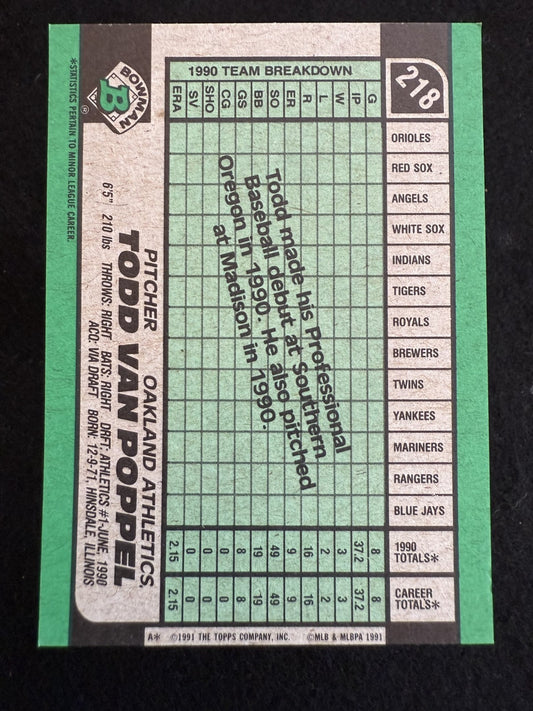 218
BOWMAN
B
®
PITCHER OAKLAND ATHLETICS
TODD VAN POPPEL
6'5" 210 lbs THROWS: RIGHT BATS: RIGHT DRFT: ATHLETICS #1-JUNE, 1990
ACQ: VIA DRAFT BORN: 12-9-71, HINSDALE, ILLINOIS
*STATISTICS PERTAIN TO MINOR LEAGUE CAREER.
1990 TEAM BREAKDOWN
G IP W L R ER SO BB GS CG SHO SV ERA
ORIOLES
RED SOX
ANGELS
WHITE SOX
INDIANS
TIGERS
ROYALS
BREWERS
TWINS
YANKEES
MARINERS
RANGERS
BLUE JAYS
1990 TOTALS* 8 37.2 3 2 16 9 49 19 8 0 0 0 2.15
CAREER TOTALS* 8 37.2 3 2 16 9 49 19 8 0 0 0 2.15
Todd made his Professional
Baseball debut at Southern
Oregon in 1990. He also pitched
at Madison in 1990.
A* ©1991 THE TOPPS COMPANY, INC. ©MLB & MLBPA 1991